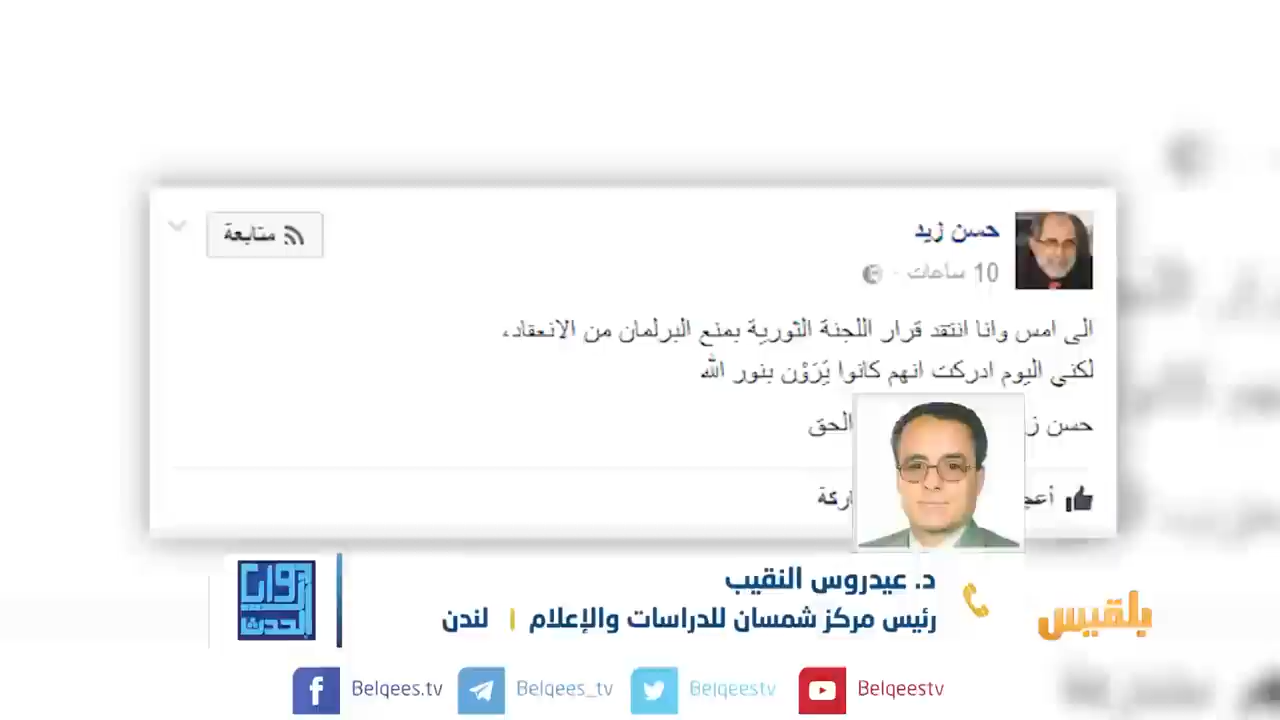 حسن زيد
10 ساعات ·
متابعة
الى امس وانا انتقد قرار اللجنة الثورية بمنع البرلمان من الانعقاد،
لكني اليوم ادركت انهم كانوا يُرَوْن بنور الله
حسن الحق
د. عيدروس النقيب
رئيس مركز شمسان للدراسات والإعلام | لندن
بلقيس
زوايا الحدث
Belqees.tv
Belqees_tv
Belqeestv
Belqeestv